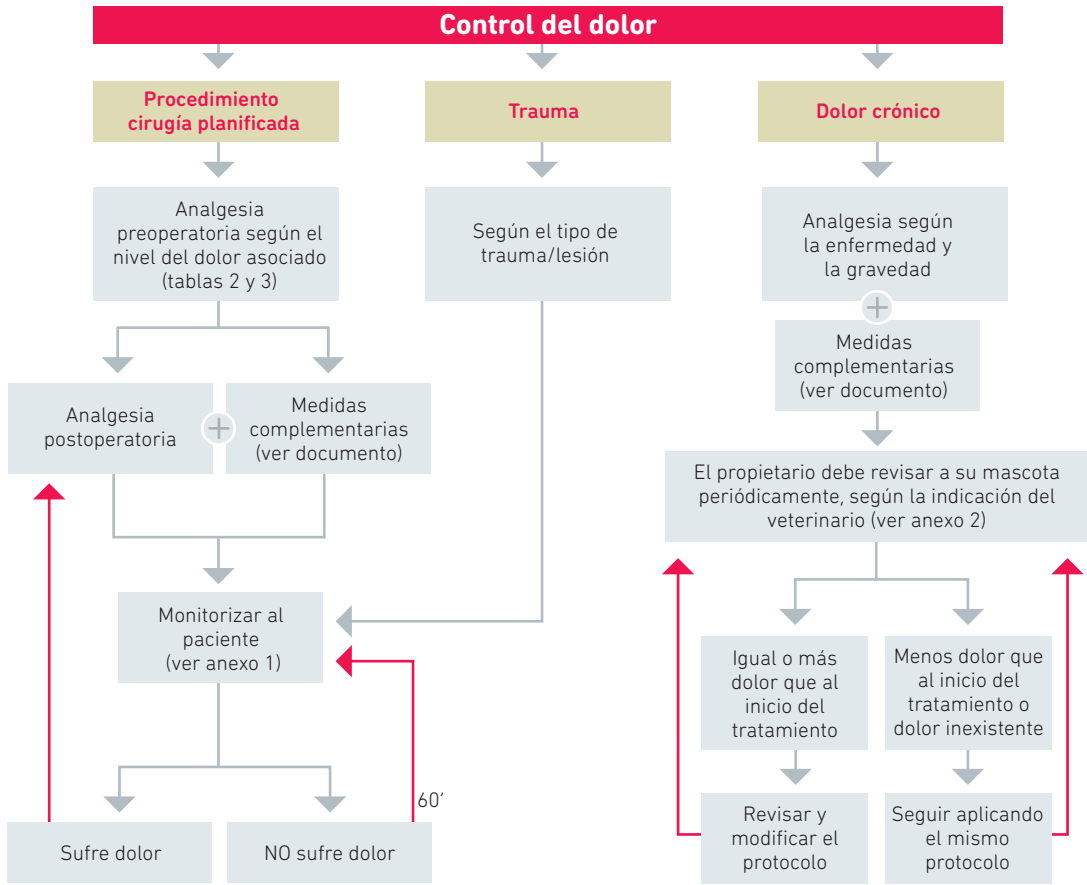 Control del dolor
Procedimiento
cirugía planificada
Trauma
Dolor crónico
Analgesia
preoperatoria según el
nivel del dolor asociado
(tablas 2 y 3)
Según el tipo de
trauma/lesión
Analgesia según
la enfermedad y
la gravedad
+
Medidas
complementarias
(ver documento)
Analgesia
postoperatoria
+
Medidas
complementarias
(ver documento)
El propietario debe revisar a su mascota
periódicamente, según la indicación del
veterinario (ver anexo 2)
Monitorizar al
paciente
(ver anexo 1)
Igual o más
dolor que al
inicio del
tratamiento
Menos dolor que
al inicio del
tratamiento o
dolor inexistente
60‘
Sufre dolor
NO sufre dolor
Revisar y
modificar el
protocolo
Seguir aplicando
el mismo
protocolo